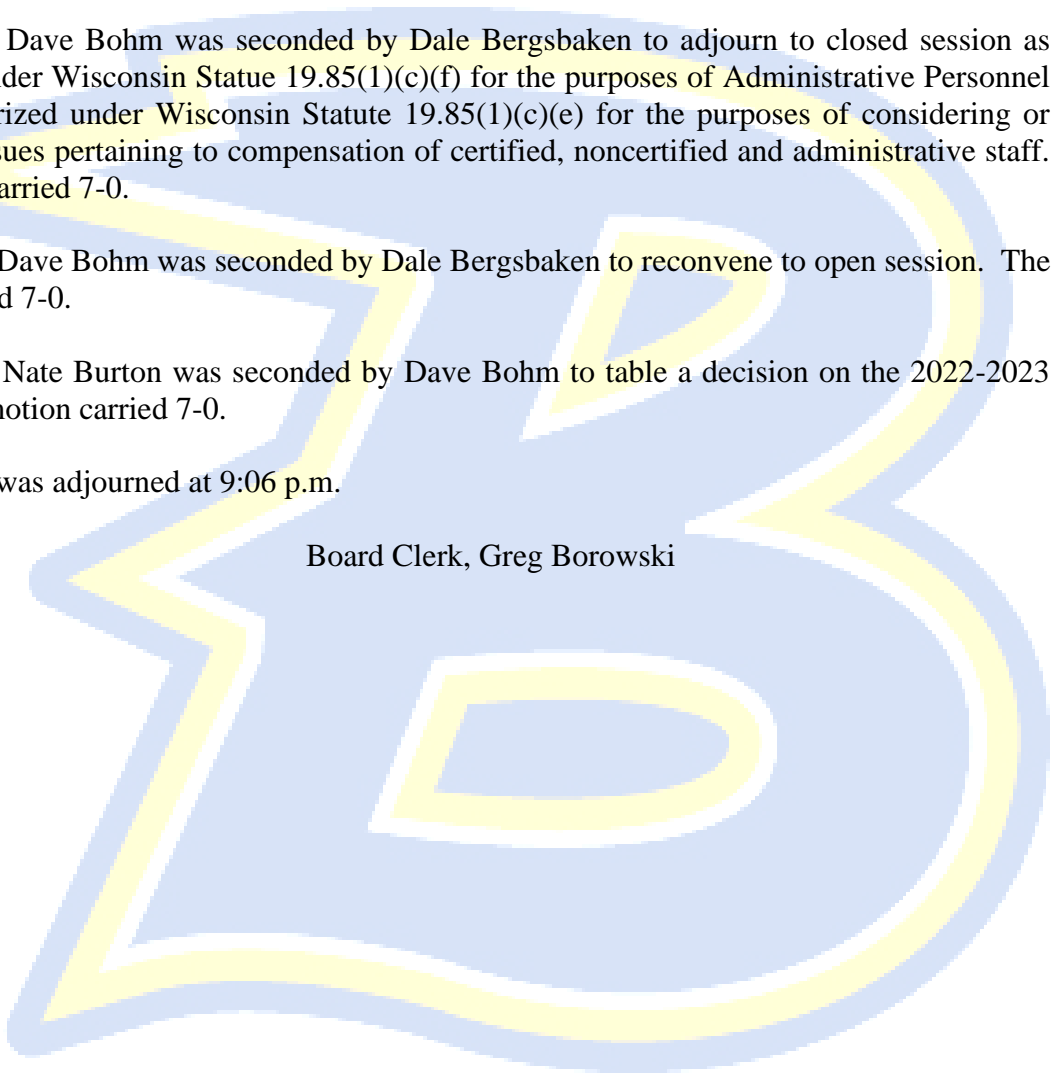 Dave Bohm was seconded by Dale Bergsbaken to adjourn to closed session as
der Wisconsin Statue 19.85(1)(c)(f) for the purposes of Administrative Personnel
rized under Wisconsin Statute 19.85(1)(c)(e) for the purposes of considering or
sues pertaining to compensation of certified, noncertified and administrative staff.
arried 7-0.
Dave Bohm was seconded by Dale Bergsbaken to reconvene to open session. The
d 7-0.
Nate Burton was seconded by Dave Bohm to table a decision on the 2022-2023
otion carried 7-0.
was adjourned at 9:06 p.m.
Board Clerk, Greg Borowski
B